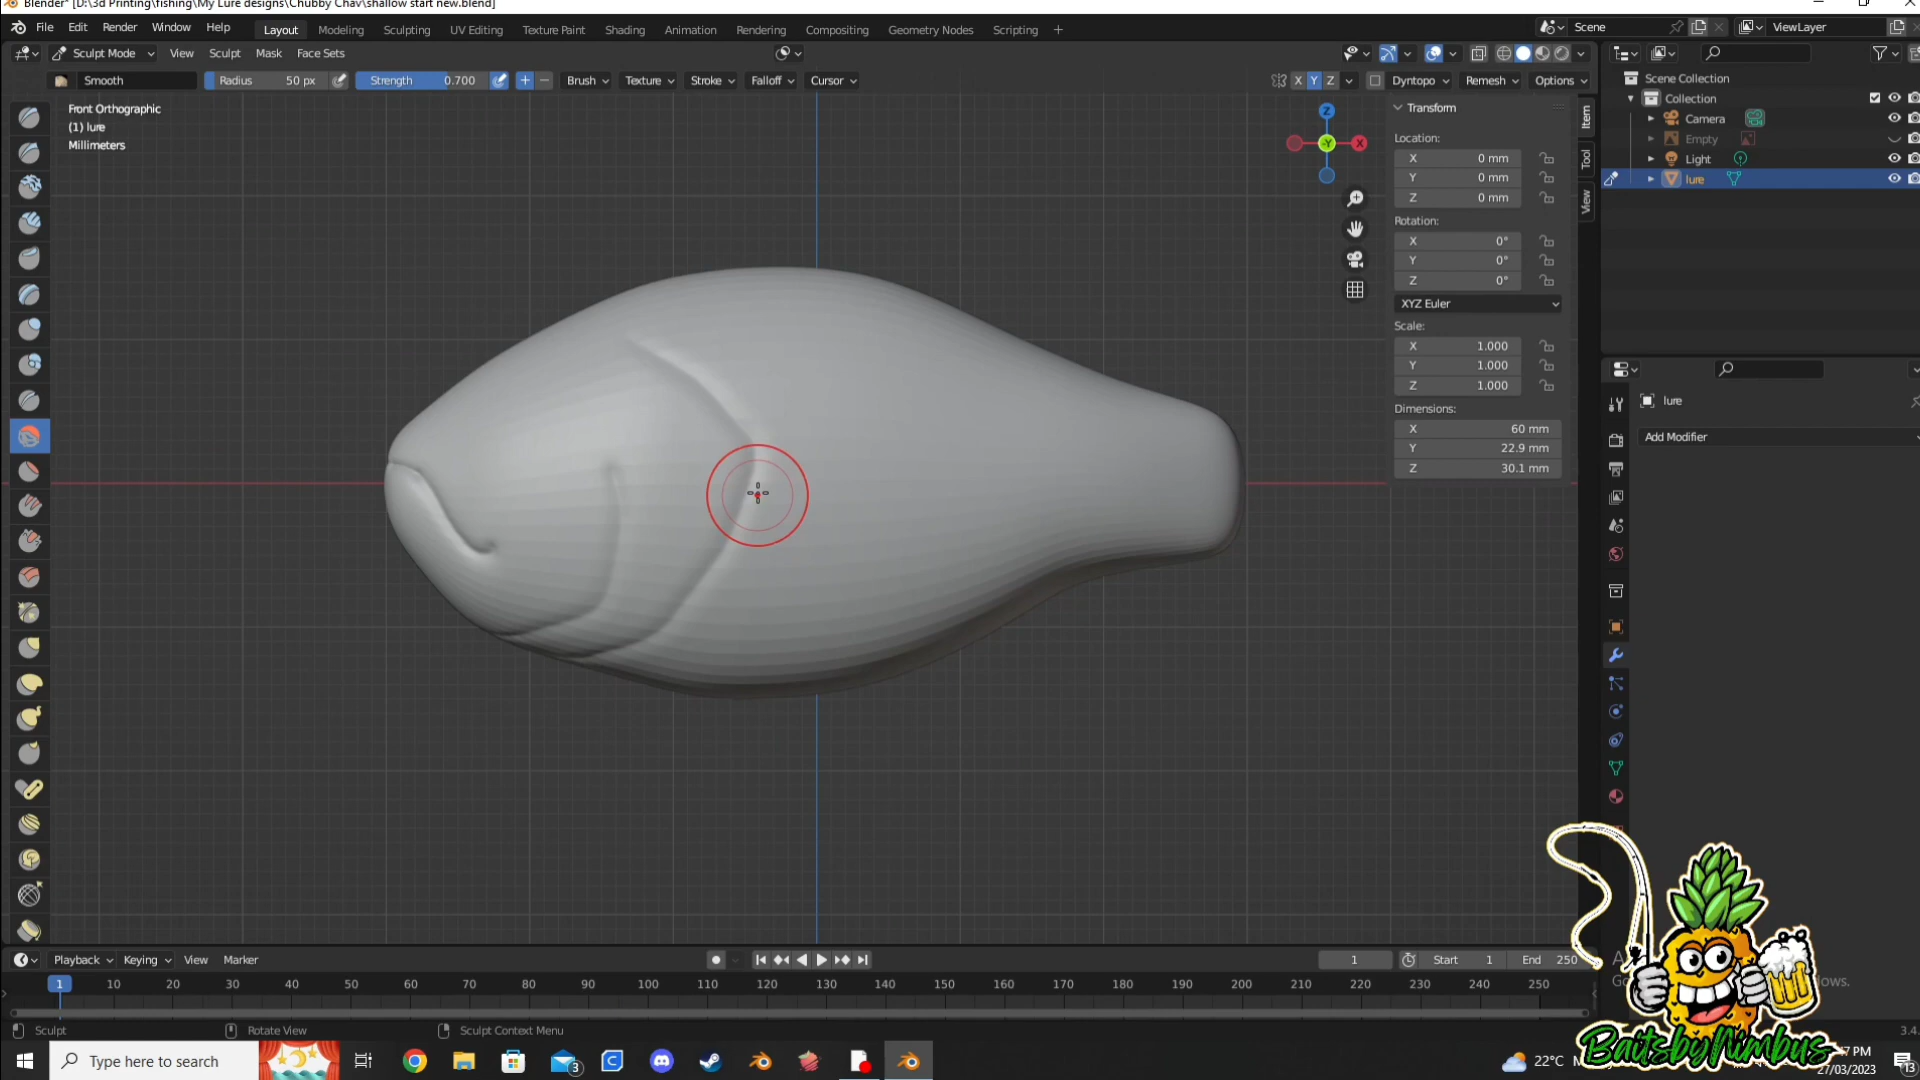 Blender* [D:\3d Printing\fishing\My Lure designs\Chubby Chav\shallow start new.blend]
File Edit Render Window Help Layout Modeling Sculpting UV Editing Texture Paint Shading Animation Rendering Compositing Geometry Nodes Scripting + Scene ViewLayer
Sculpt Mode View Sculpt Mask Face Sets
Smooth Radius 50 px Strength 0.700 Brush Texture Stroke Falloff Cursor X Y Z Dyntopo Remesh Options
Front Orthographic
(1) lure
Millimeters
Z
-Y X
Transform
Location:
X 0 mm
Y 0 mm
Z 0 mm
Rotation:
X 0°
Y 0°
Z 0°
XYZ Euler
Scale:
X 1.000
Y 1.000
Z 1.000
Dimensions:
X 60 mm
Y 22.9 mm
Z 30.1 mm
Item
Tool
View
Scene Collection
Collection
Camera
Empty
Light
lure
lure
Add Modifier
Playback Keying View Marker 1 Start 1 End 250
1 10 20 30 40 50 60 70 80 90 100 110 120 130 140 150 160 170 180 190 200 210 220 230 240 250
Sculpt Rotate View Sculpt Context Menu 3.4.
BaitsbyNimbus
Type here to search 3 22°C 7 PM
27/03/2023 13